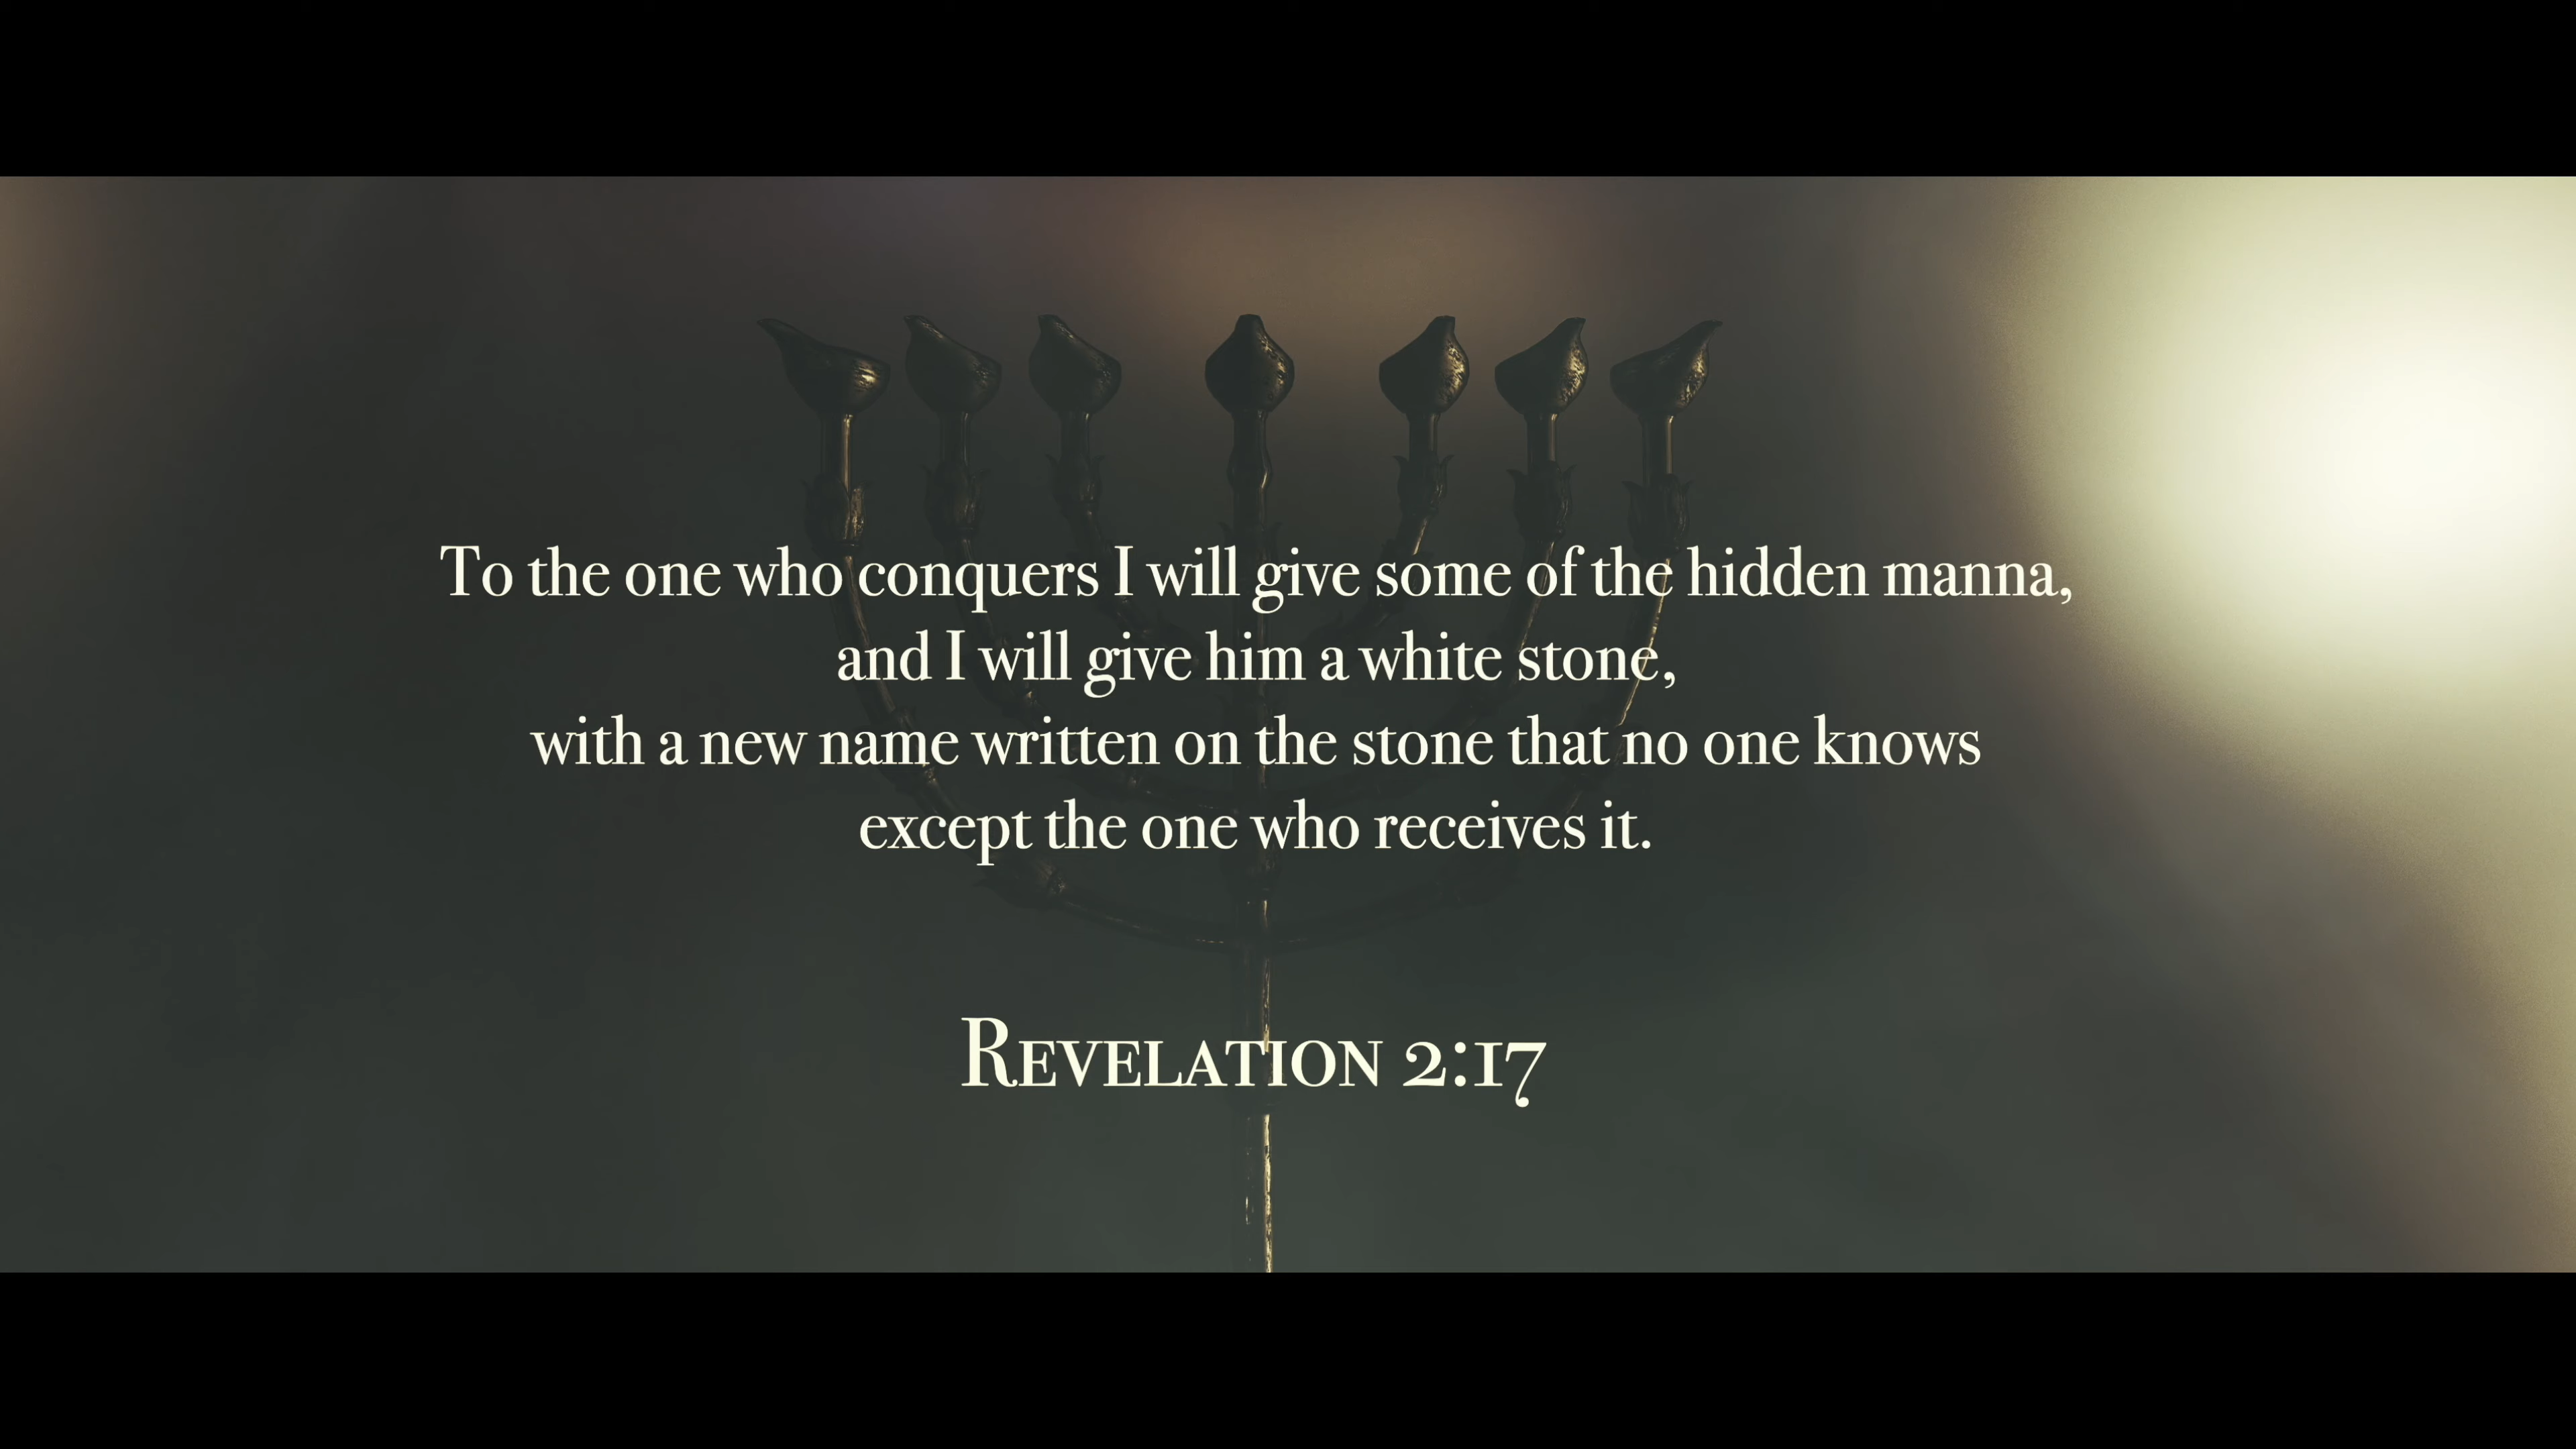 To the one who conquers I will give some of the hidden manna,
and I will give him a white stone,
with a new name written on the stone that no one knows
except the one who receives it.
Revelation 2:17